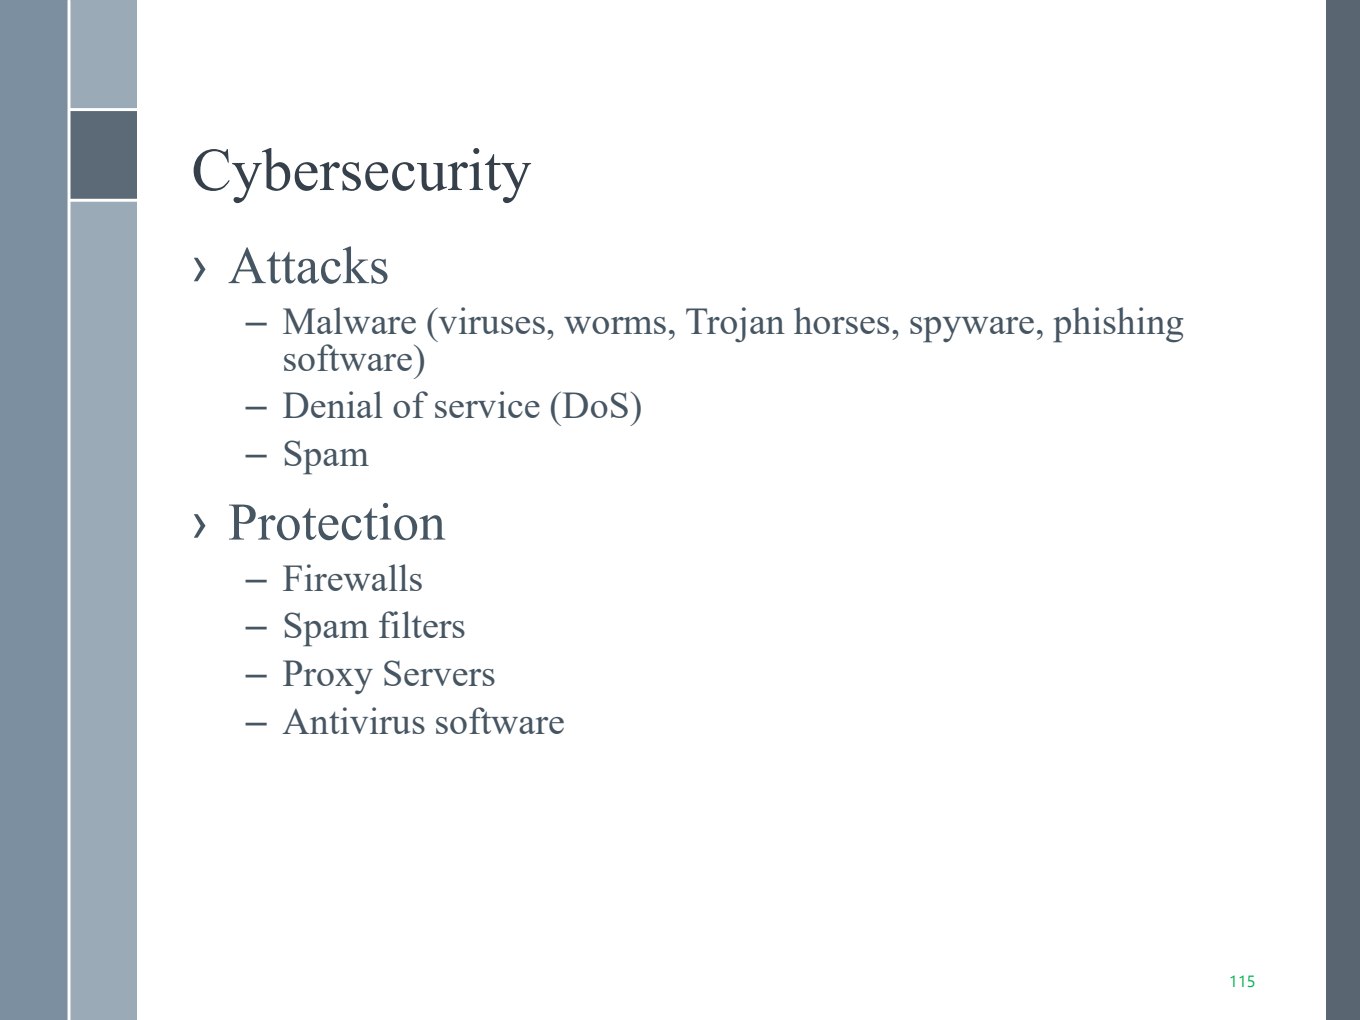 Cybersecurity
› Attacks
– Malware (viruses, worms, Trojan horses, spyware, phishing
software)
– Denial of service (DoS)
– Spam
› Protection
– Firewalls
– Spam filters
– Proxy Servers
– Antivirus software
115